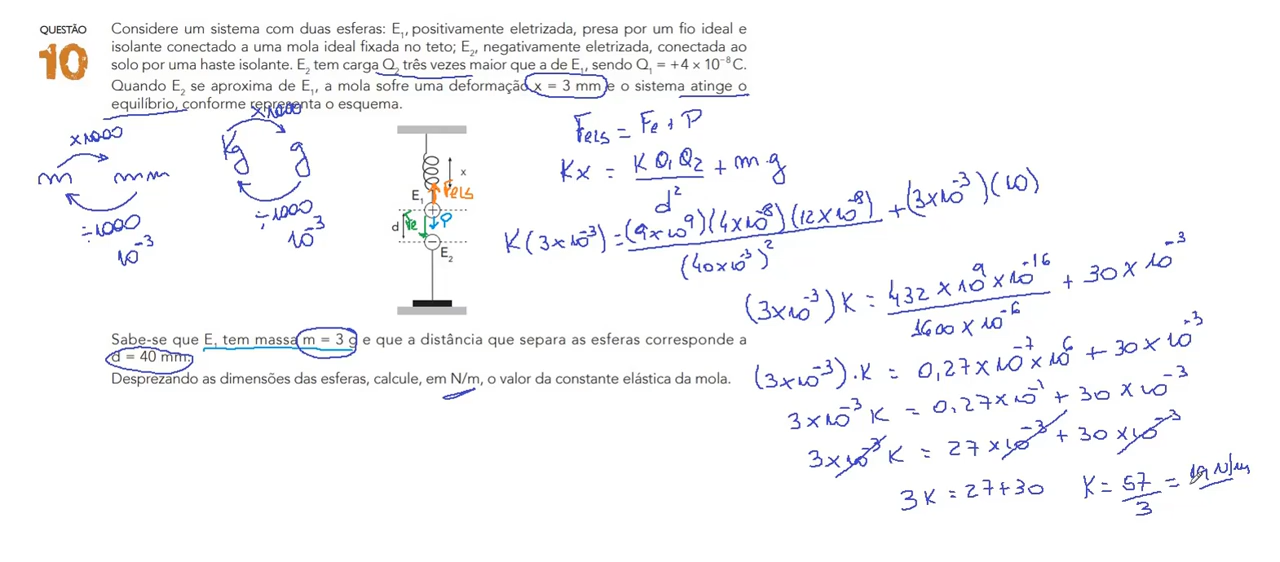 QUESTÃO
10
Considere um sistema com duas esferas: E₁, positivamente eletrizada, presa por um fio ideal e
isolante conectado a uma mola ideal fixada no teto; E₂, negativamente eletrizada, conectada ao
solo por uma haste isolante. E₂ tem carga Q₂ três vezes maior que a de E₁, sendo Q₁ = +4 × 10⁻⁸C.
Quando E₂ se aproxima de E₁, a mola sofre uma deformação x = 3 mm e o sistema atinge o
equilíbrio, conforme representa o esquema.
x1000
m mm
÷1000
10⁻³
x1000
Kg g
÷1000
10⁻³
x
E₁
Fels
d
Fe
P
E₂
Sabe-se que E₁ tem massa m = 3 g e que a distância que separa as esferas corresponde a
d = 40 mm.
Desprezando as dimensões das esferas, calcule, em N/m, o valor da constante elástica da mola.
Fels = Fe + P
Kx = K Q₁ Q₂ / d² + m·g
K(3×10⁻³) = (9×10⁹)(4×10⁻⁸)(12×10⁻⁸) / (40×10⁻³)² + (3×10⁻³)(10)
(3×10⁻³)K = 432×10⁹×10⁻¹⁶ / 1600×10⁻⁶ + 30×10⁻³
(3×10⁻³).K = 0,27×10⁻⁷×10⁶ + 30×10⁻³
3×10⁻³K = 0,27×10⁻¹ + 30×10⁻³
3×10⁻³K = 27×10⁻³ + 30×10⁻³
3K = 27+30 K = 57/3 = 19 N/m